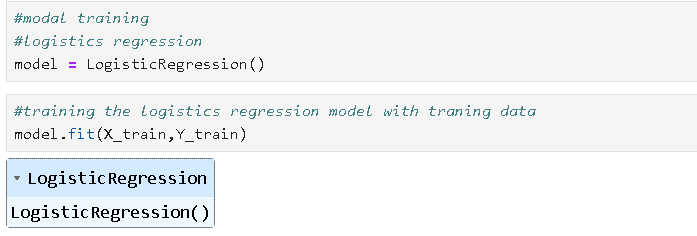 #modal training
#logistics regression
model = LogisticRegression()
#training the logistics regression model with traning data
model.fit(X_train,Y_train)
▾ LogisticRegression
LogisticRegression()